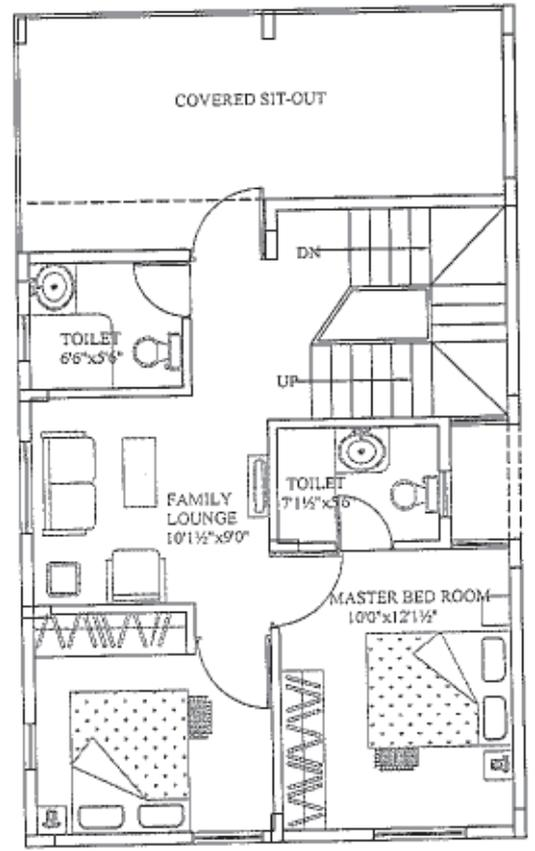 COVERED SIT-OUT
DN
TOILET
6'6"x5'6"
UP
TOILET
7'1½"x5'6"
FAMILY
LOUNGE
10'1½"x9'0"
MASTER BED ROOM
10'0"x12'1½"